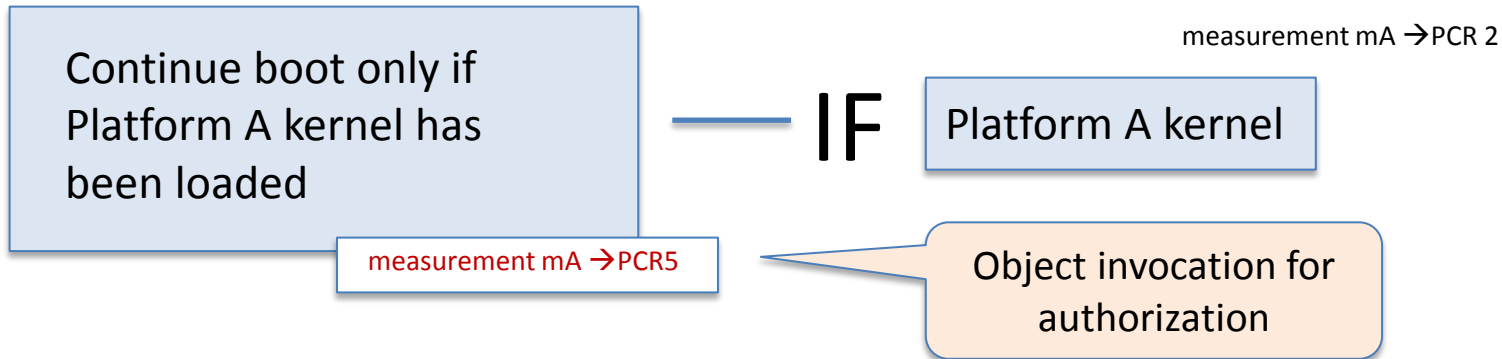 measurement mA →PCR 2
Continue boot only if
Platform A kernel has
been loaded
IF
Platform A kernel
measurement mA →PCR5
Object invocation for
authorization